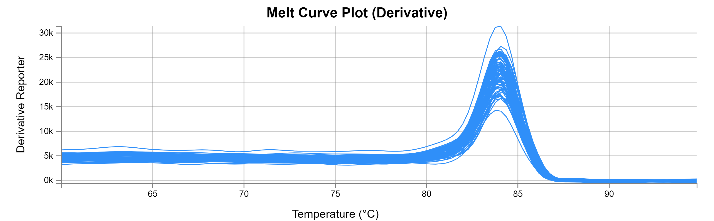 Melt Curve Plot (Derivative)
30k
25k
20k
15k
10k
5k
0k
Derivative Reporter
65 70 75 80 85 90
Temperature (°C)